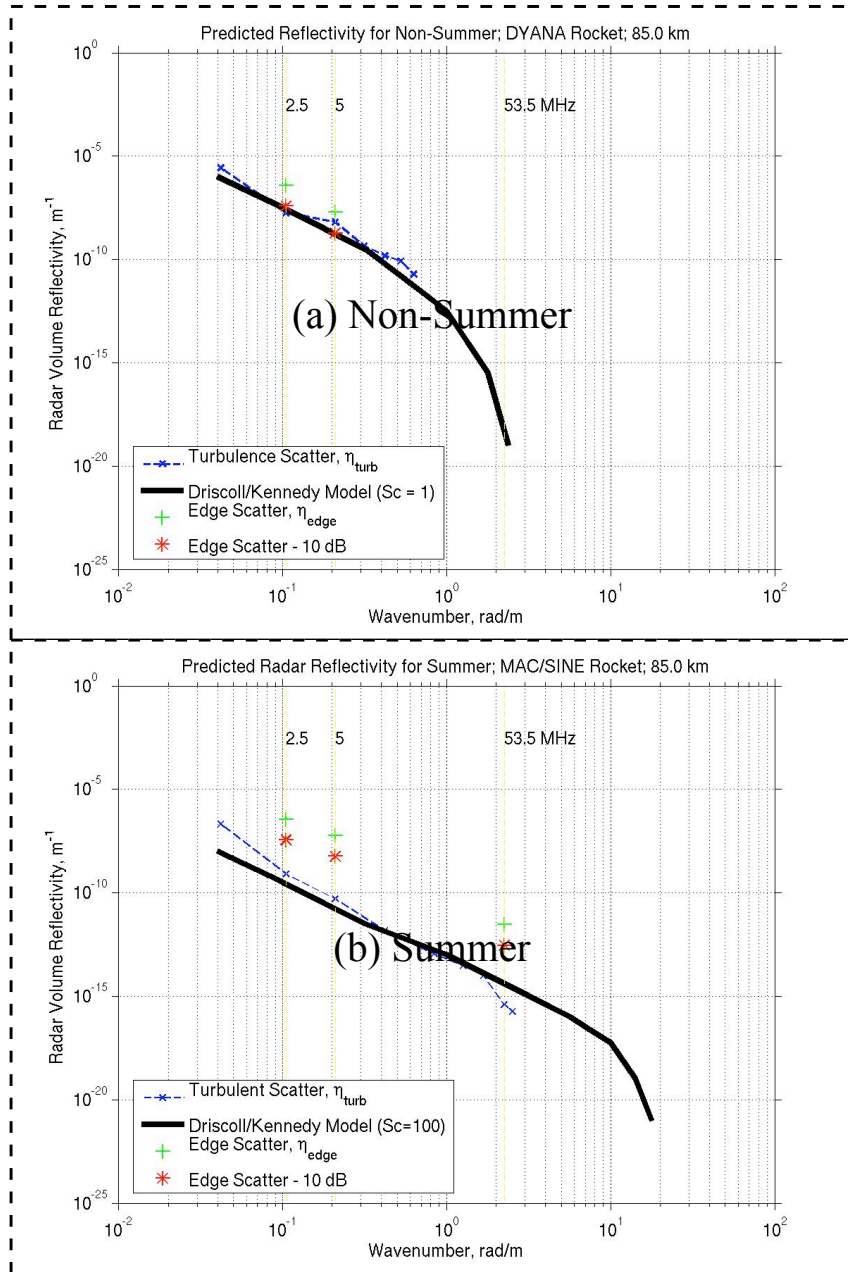 Predicted Reflectivity for Non-Summer; DYANA Rocket; 85.0 km
10^0
10^-5
10^-10
10^-15
10^-20
10^-25
Radar Volume Reflectivity, m^-1
2.5 5 53.5 MHz
(a) Non-Summer
Turbulence Scatter, η_turb
Driscoll/Kennedy Model (Sc = 1)
Edge Scatter, η_edge
Edge Scatter - 10 dB
10^-2 10^-1 10^0 10^1 10^2
Wavenumber, rad/m
Predicted Radar Reflectivity for Summer; MAC/SINE Rocket; 85.0 km
10^0
10^-5
10^-10
10^-15
10^-20
10^-25
Radar Volume Reflectivity, m^-1
2.5 5 53.5 MHz
(b) Summer
Turbulent Scatter, η_turb
Driscoll/Kennedy Model (Sc=100)
Edge Scatter, η_edge
Edge Scatter - 10 dB
10^-2 10^-1 10^0 10^1 10^2
Wavenumber, rad/m